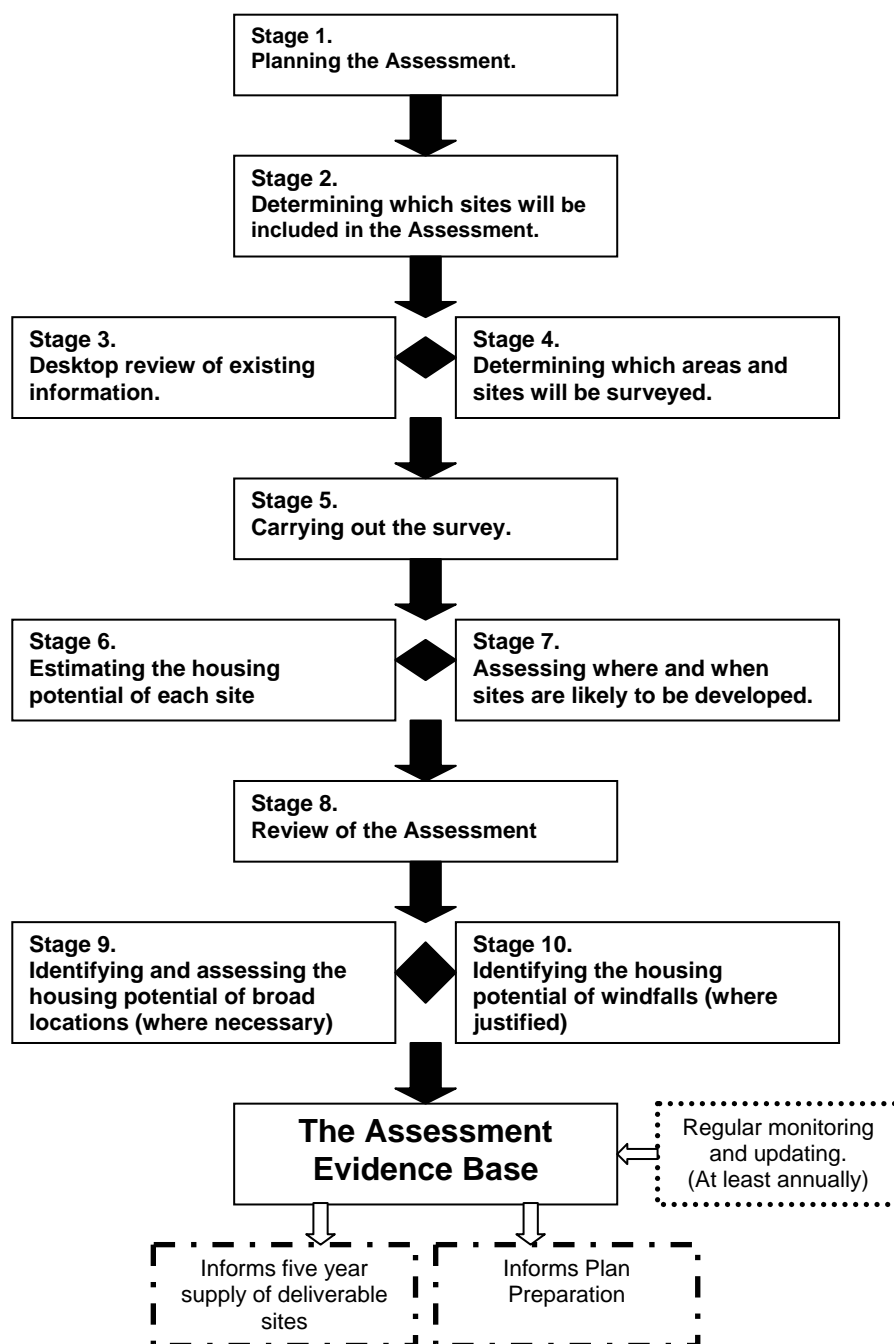 Stage 1.
Planning the Assessment.
Stage 2.
Determining which sites will be
included in the Assessment.
Stage 3.
Desktop review of existing
information.
Stage 4.
Determining which areas and
sites will be surveyed.
Stage 5.
Carrying out the survey.
Stage 6.
Estimating the housing
potential of each site
Stage 7.
Assessing where and when
sites are likely to be developed.
Stage 8.
Review of the Assessment
Stage 9.
Identifying and assessing the
housing potential of broad
locations (where necessary)
Stage 10.
Identifying the housing
potential of windfalls (where
justified)
The Assessment
Evidence Base
Regular monitoring
and updating.
(At least annually)
Informs five year
supply of deliverable
sites
Informs Plan
Preparation